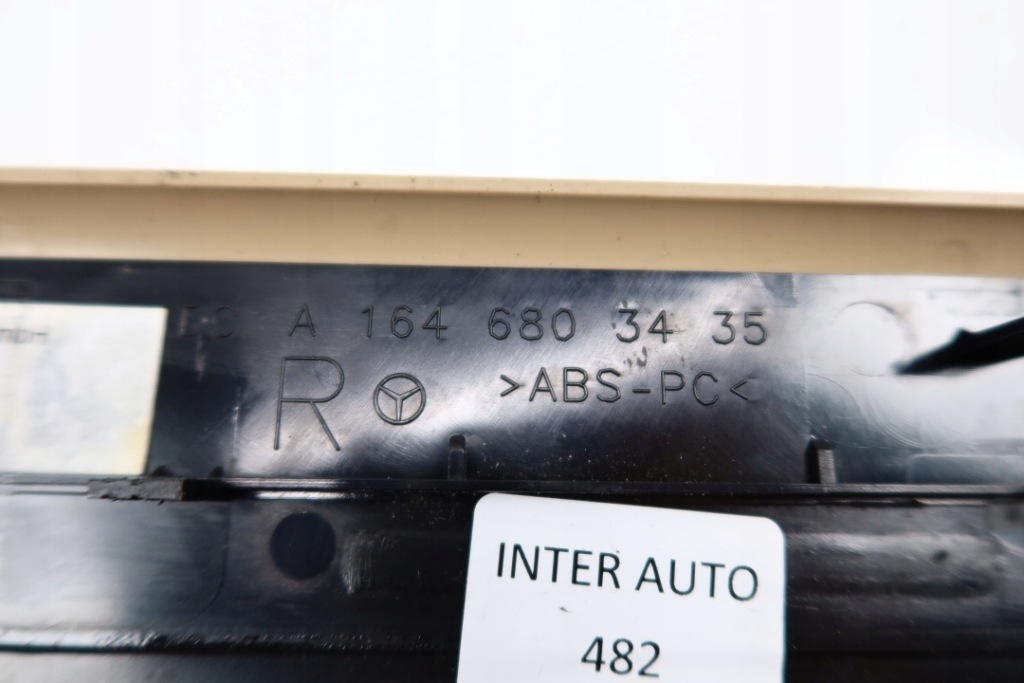 A 164 680 34 35
R >ABS-PC<
INTER AUTO
482